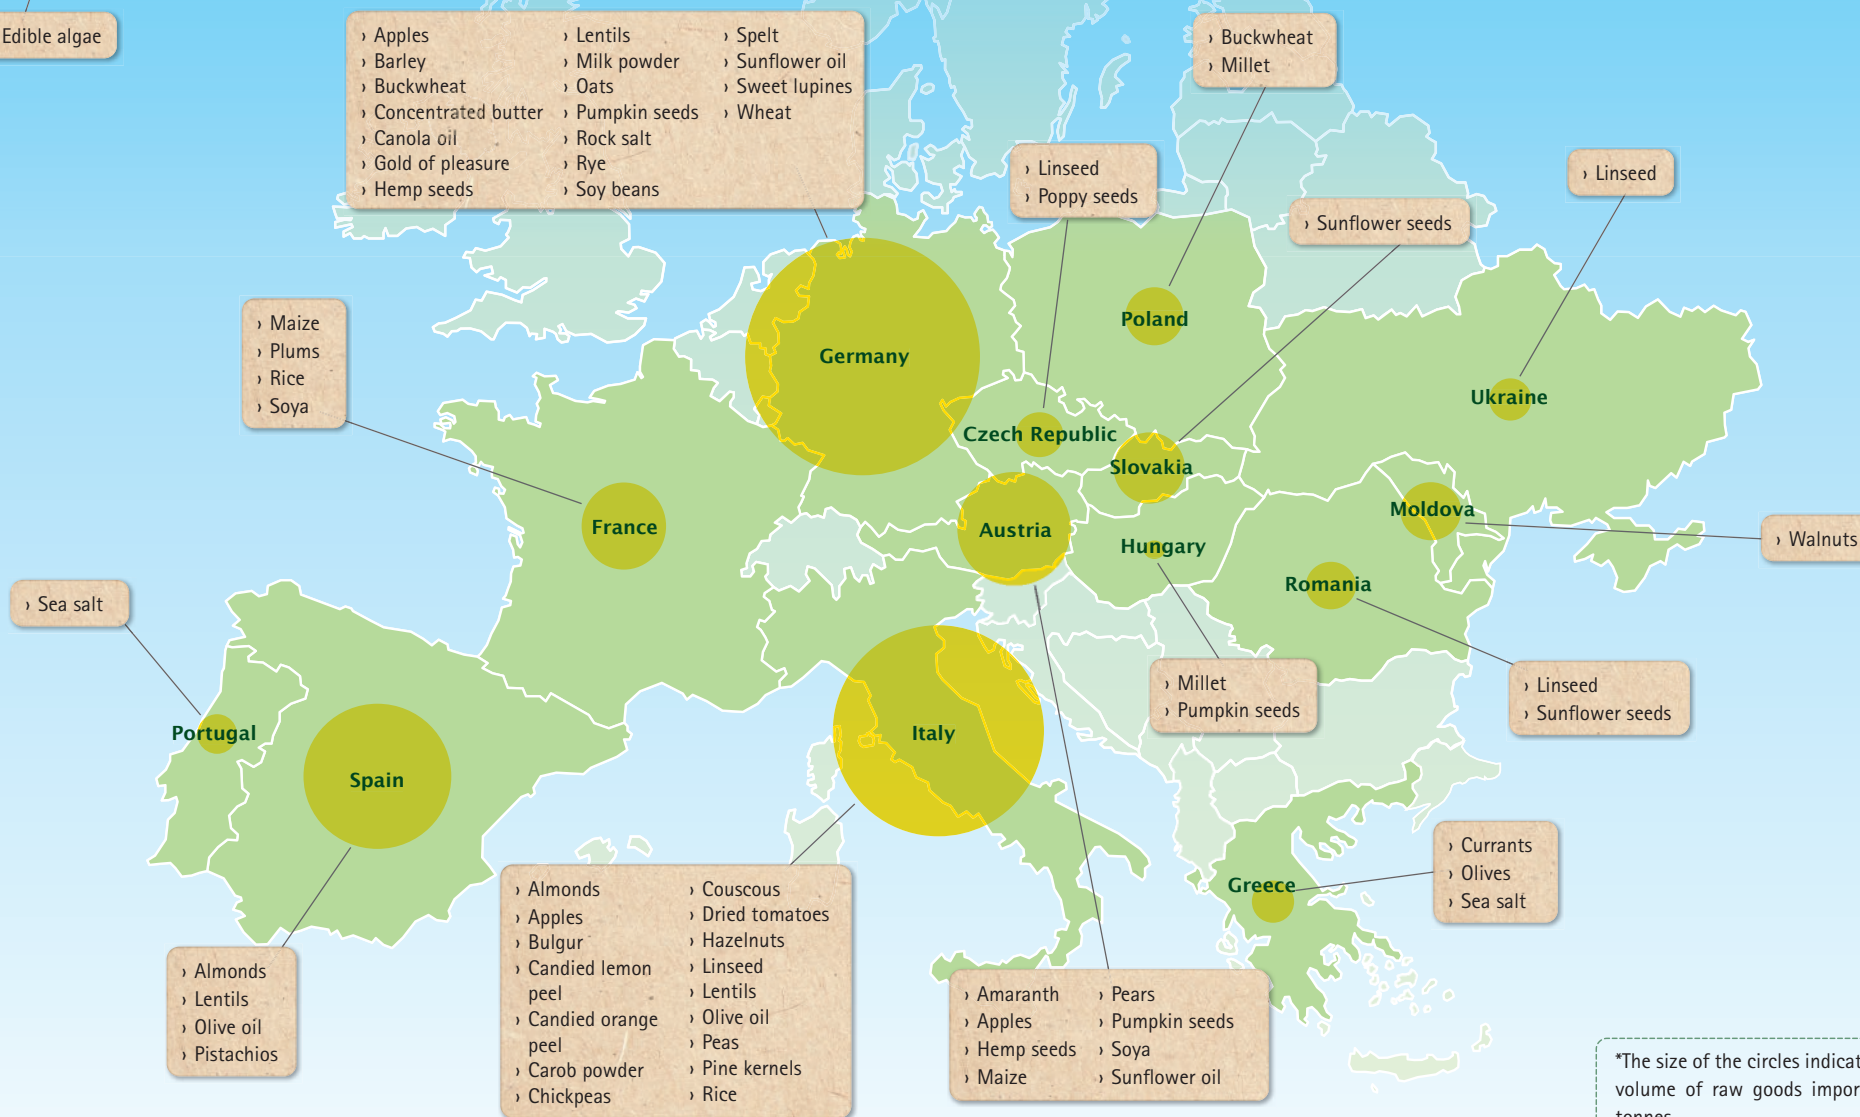 Edible algae
› Apples
› Barley
› Buckwheat
› Concentrated butter
› Canola oil
› Gold of pleasure
› Hemp seeds
› Lentils
› Milk powder
› Oats
› Pumpkin seeds
› Rock salt
› Rye
› Soy beans
› Spelt
› Sunflower oil
› Sweet lupines
› Wheat
› Buckwheat
› Millet
› Linseed
› Poppy seeds
› Linseed
› Sunflower seeds
› Maize
› Plums
› Rice
› Soya
Germany
Poland
Ukraine
Czech Republic
Slovakia
Moldova
France
Austria
Hungary
› Walnuts
Romania
› Sea salt
› Millet
› Pumpkin seeds
› Linseed
› Sunflower seeds
Portugal
Italy
Spain
Greece
› Currants
› Olives
› Sea salt
› Almonds
› Lentils
› Olive oil
› Pistachios
› Almonds
› Apples
› Bulgur
› Candied lemon
peel
› Candied orange
peel
› Carob powder
› Chickpeas
› Couscous
› Dried tomatoes
› Hazelnuts
› Linseed
› Lentils
› Olive oil
› Peas
› Pine kernels
› Rice
› Amaranth
› Apples
› Hemp seeds
› Maize
› Pears
› Pumpkin seeds
› Soya
› Sunflower oil
*The size of the circles
volume of raw goods
tonnes